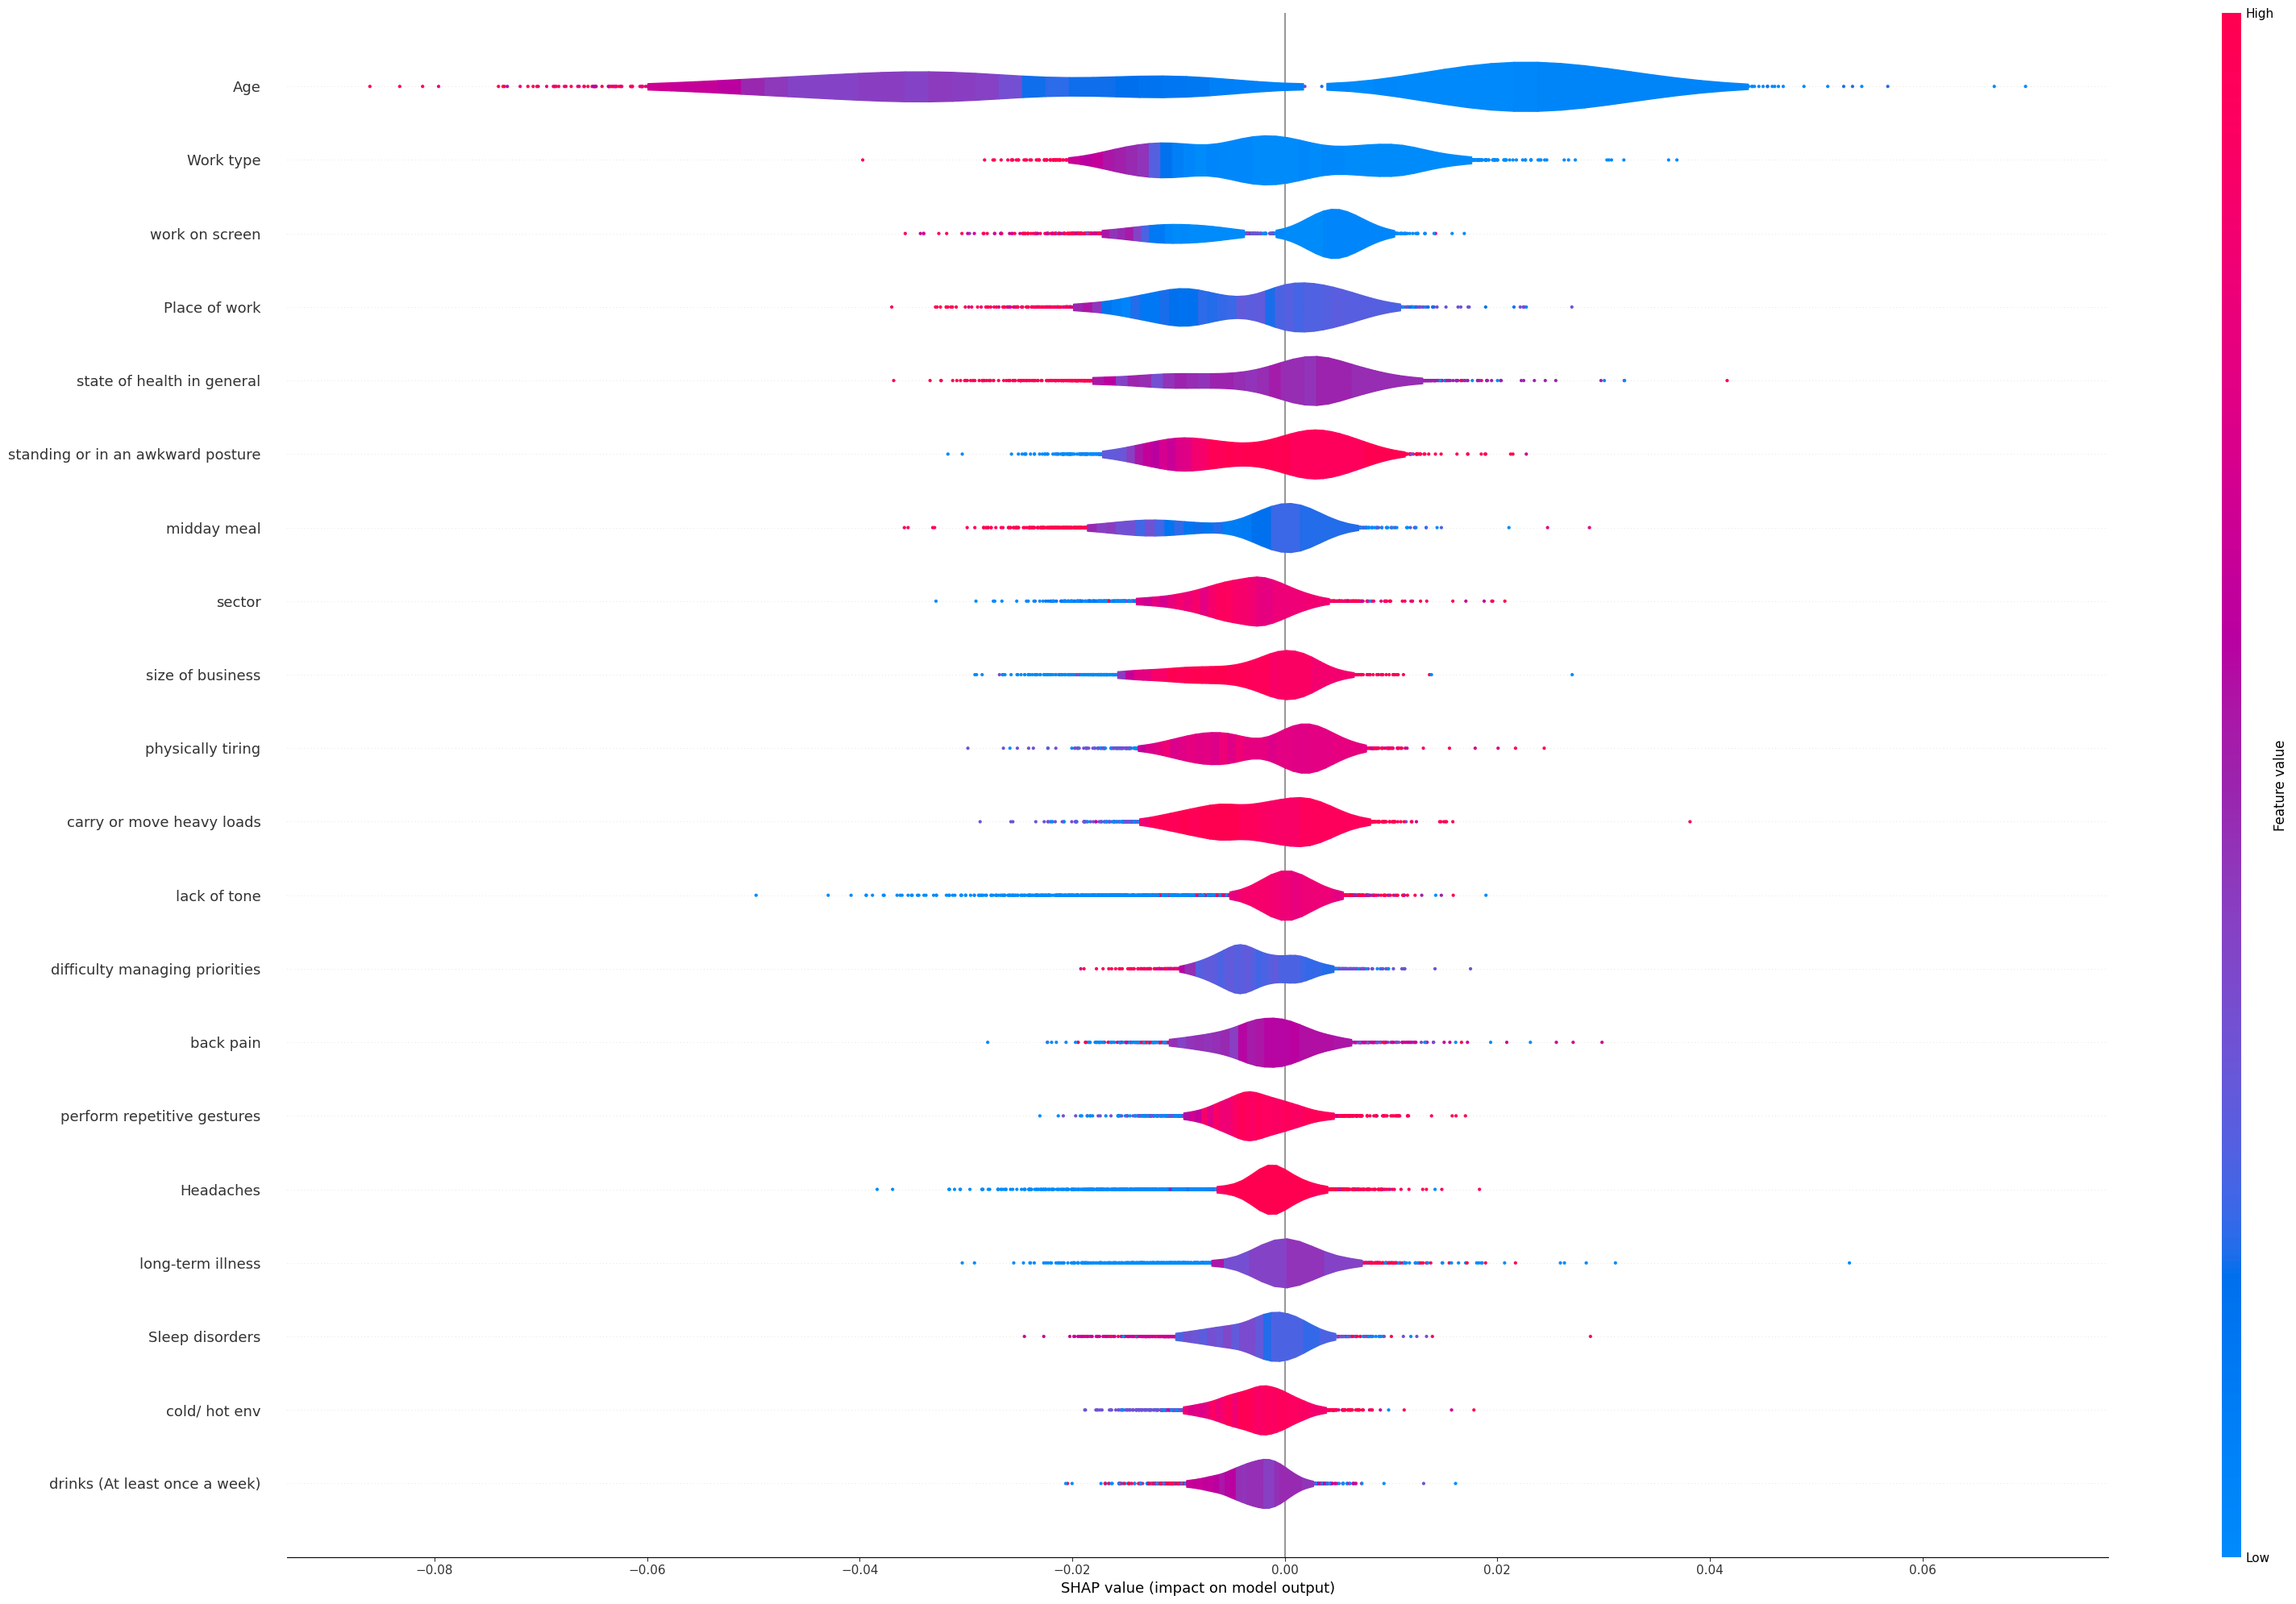 High
Age
Work type
work on screen
Place of work
state of health in general
standing or in an awkward posture
midday meal
sector
size of business
physically tiring
carry or move heavy loads
lack of tone
difficulty managing priorities
back pain
perform repetitive gestures
Headaches
long-term illness
Sleep disorders
cold/ hot env
drinks (At least once a week)
Feature value
Low
−0.08 −0.06 −0.04 −0.02 0.00 0.02 0.04 0.06
SHAP value (impact on model output)